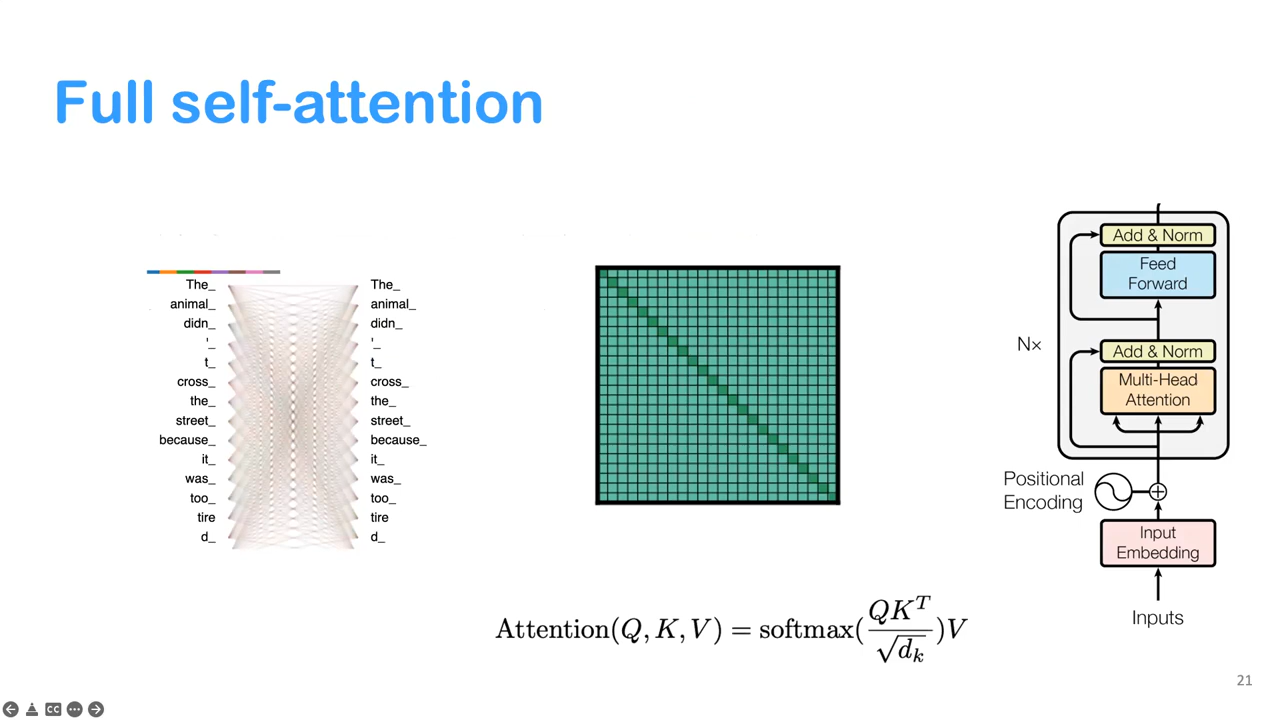 Full self-attention
The_
animal_
didn_
'_
t_
cross_
the_
street_
because_
it_
was_
too_
tire
d_
The_
animal_
didn_
'_
t_
cross_
the_
street_
because_
it_
was_
too_
tire
d_
Add & Norm
Feed
Forward
N×
Add & Norm
Multi-Head
Attention
Positional
Encoding
Input
Embedding
Inputs
Attention(Q, K, V) = softmax(QK^T/√d_k)V
21
CC